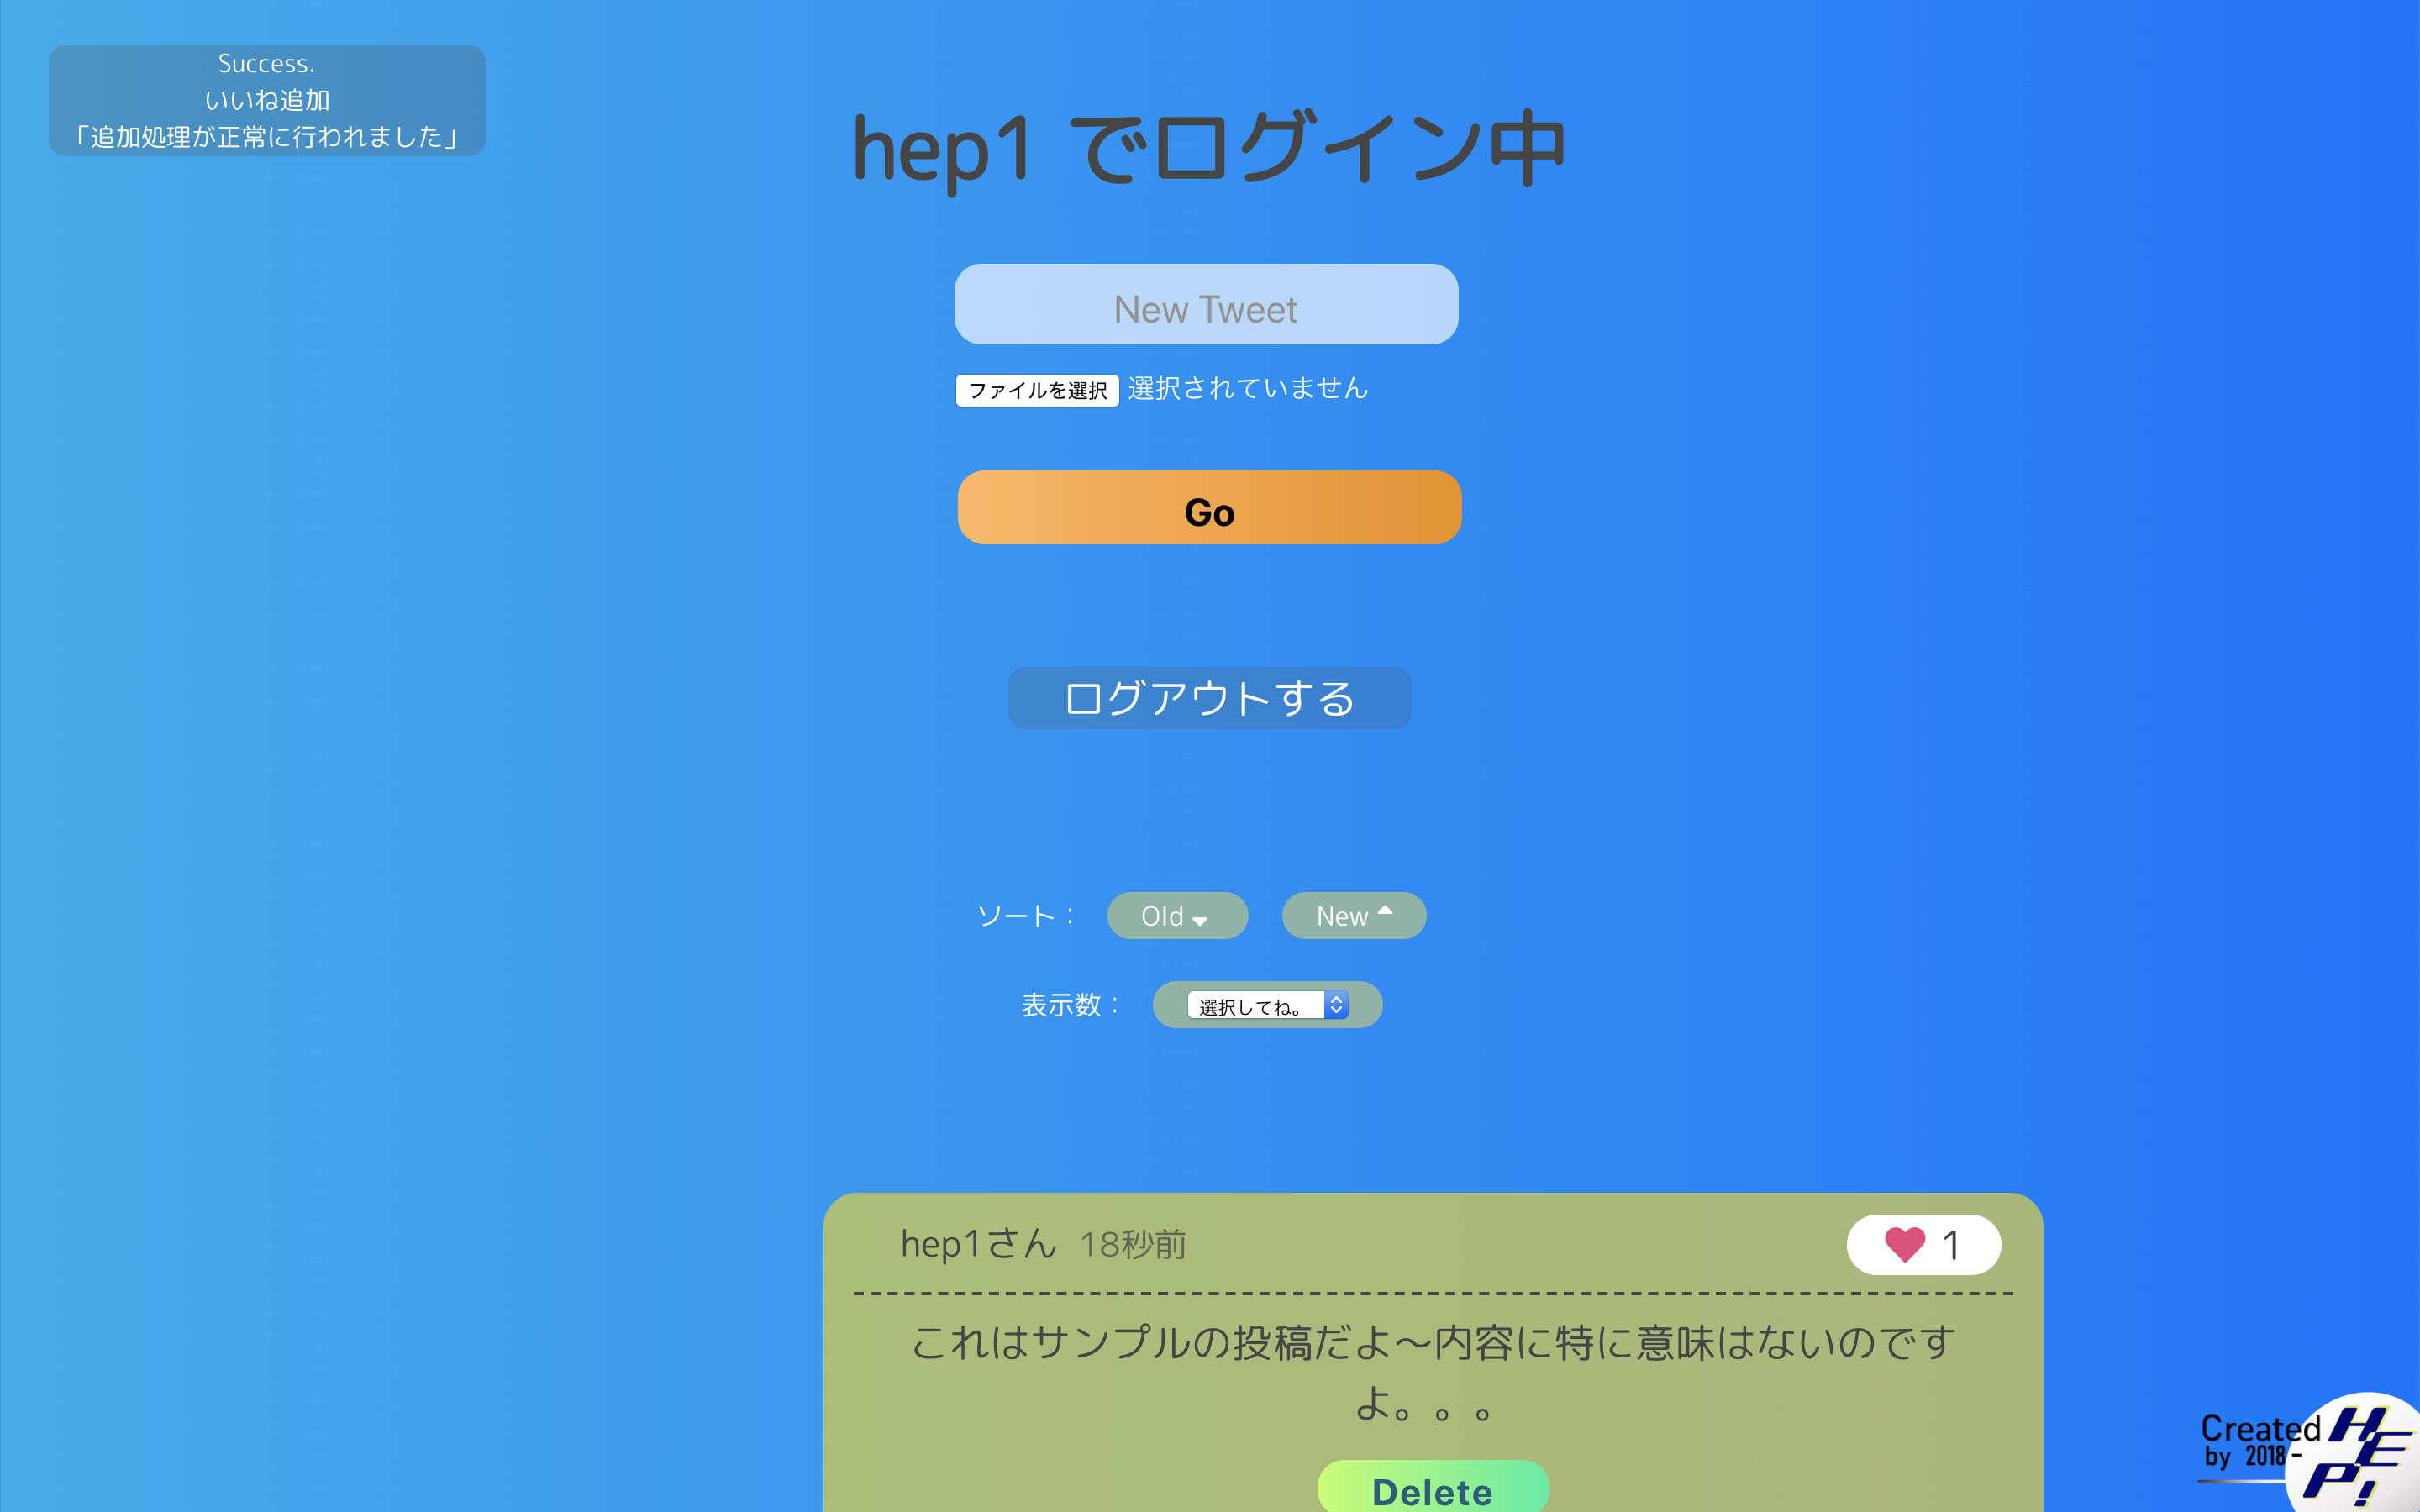 Success.
いいね追加
「追加処理が正常に行われました」
hep1 でログイン中
New Tweet
ファイルを選択 選択されていません
Go
ログアウトする
ソート： Old New
表示数： 選択してね。
hep1さん 18秒前 1
これはサンプルの投稿だよ〜内容に特に意味はないのです
よ。。。
Delete
Created
by 2018-
HEP!